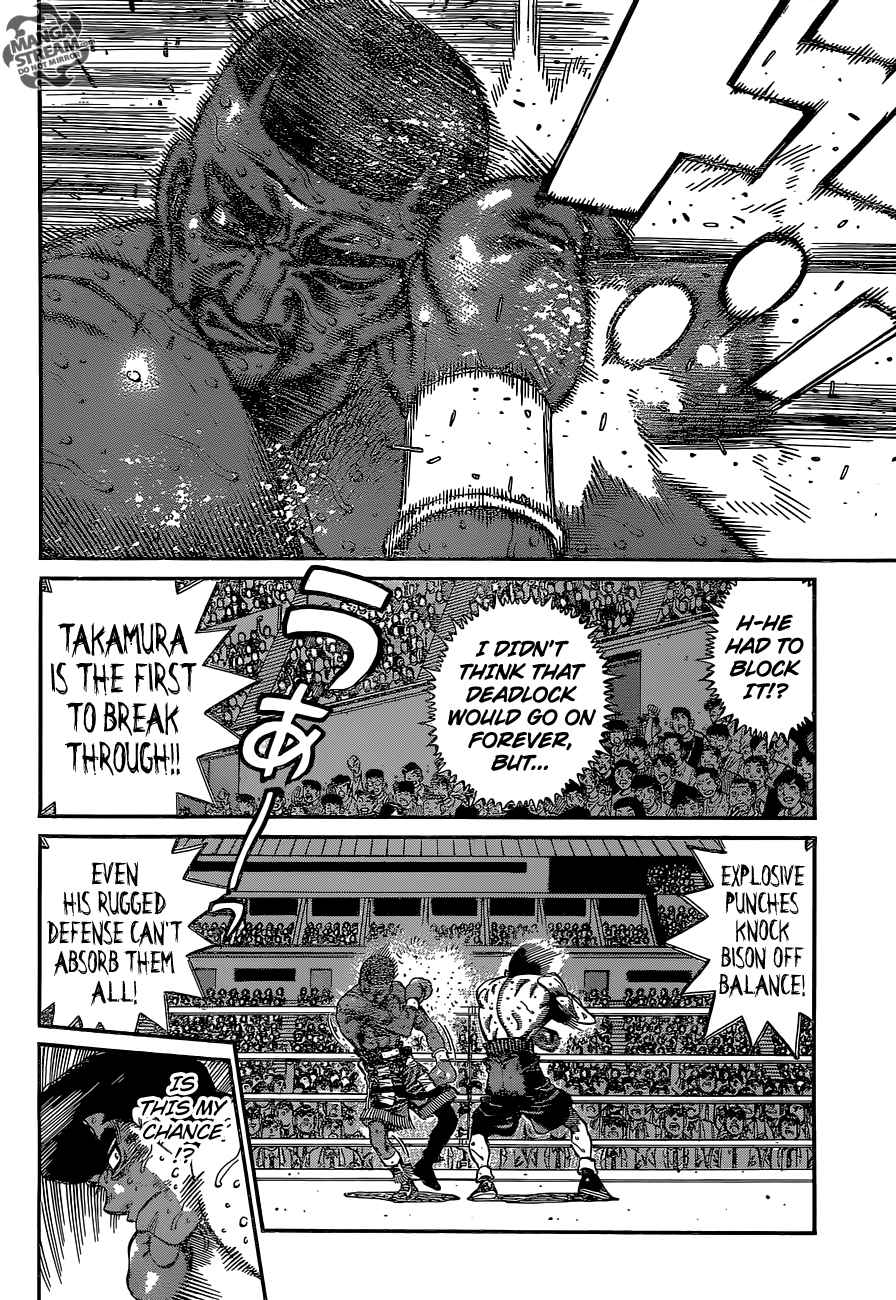 MANGA
STREAM
DO NOT MIRROR
H-HE
HAD TO
BLOCK
IT!?
I DIDN'T
THINK THAT
DEADLOCK
WOULD GO ON
FOREVER,
BUT...
うあーっ
TAKAMURA
IS THE FIRST
TO BREAK
THROUGH!!
EXPLOSIVE
PUNCHES
KNOCK
BISON OFF
BALANCE!
EVEN
HIS RUGGED
DEFENSE CAN'T
ABSORB THEM
ALL!
IS
THIS MY
CHANCE
!?